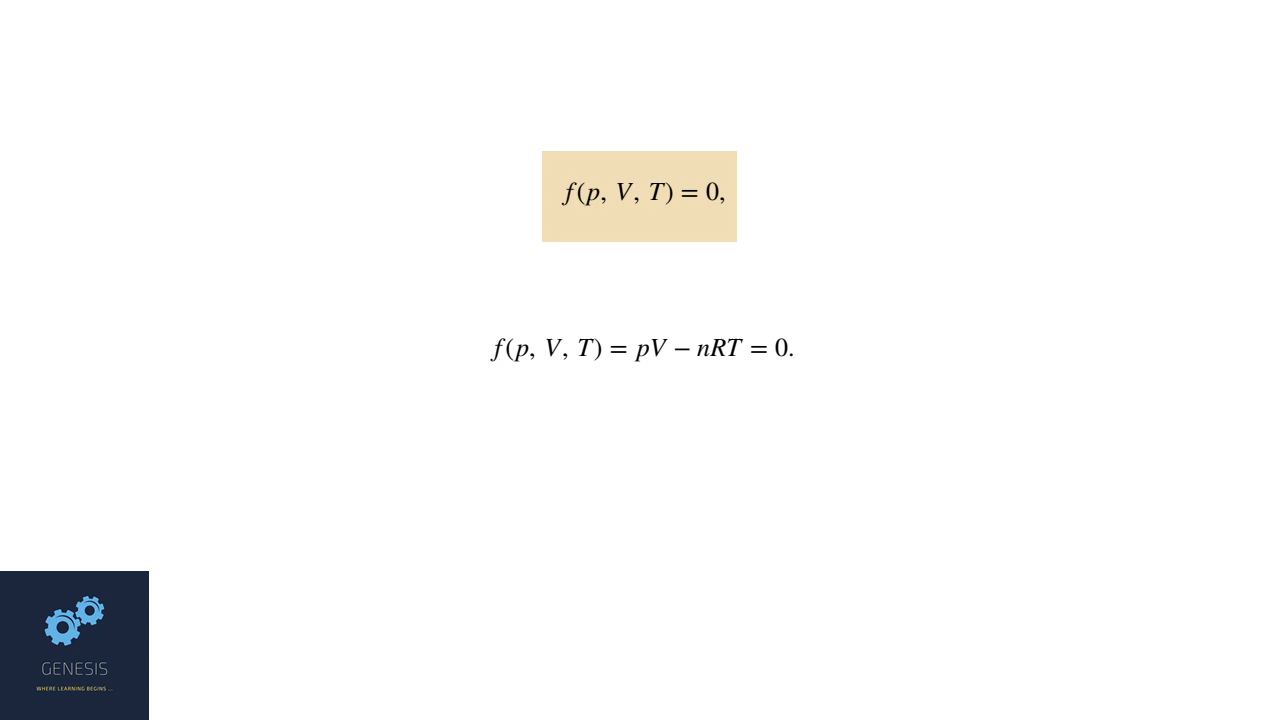 f(p, V, T) = 0,
f(p, V, T) = pV − nRT = 0.
GENESIS
WHERE LEARNING BEGINS ...